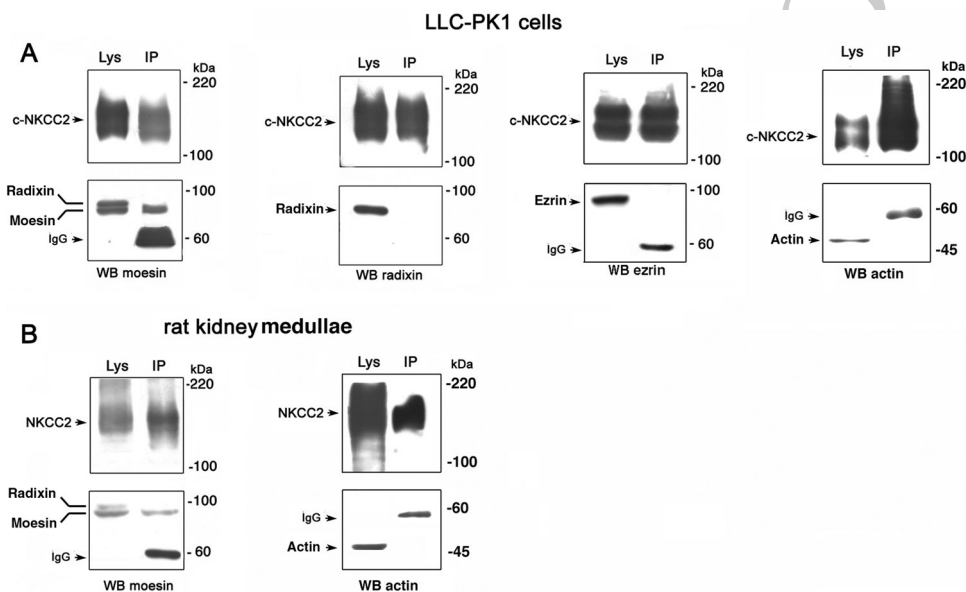 LLC-PK1 cells
A
Lys IP kDa
- 220
c-NKCC2
-100
Radixin
Moesin
IgG
-100
- 60
WB moesin
Lys IP kDa
- 220
c-NKCC2
-100
Radixin
-100
- 60
WB radixin
Lys IP kDa
- 220
c-NKCC2
-100
Ezrin
IgG
-100
- 60
WB ezrin
Lys IP kDa
- 220
c-NKCC2
-100
IgG
Actin
-60
-45
WB actin
B
rat kidney medullae
Lys IP kDa
-220
NKCC2
-100
Radixin
Moesin
IgG
-100
- 60
WB moesin
Lys IP kDa
-220
NKCC2
-100
IgG
Actin
-60
-45
WB actin